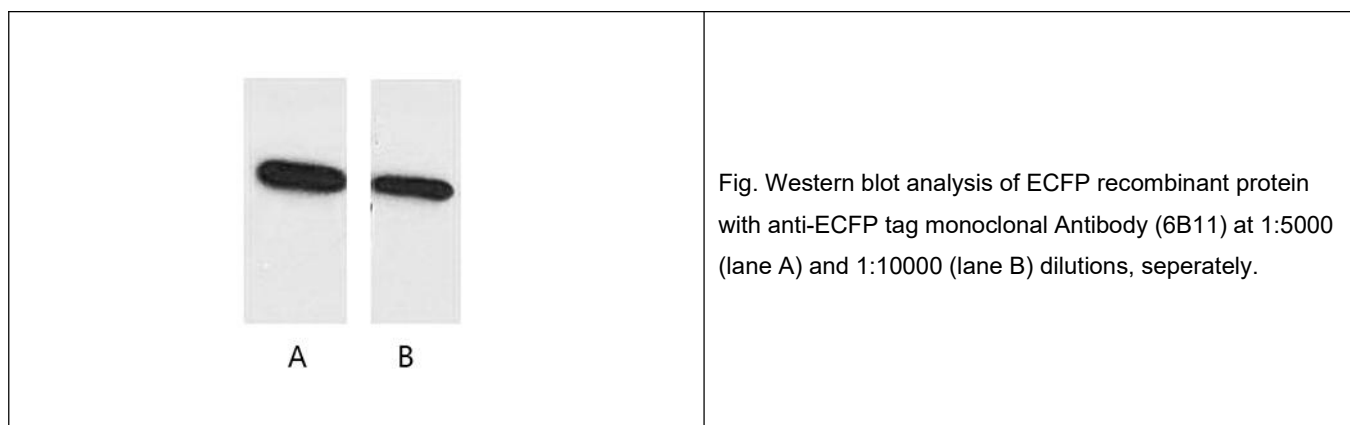 A B
Fig. Western blot analysis of ECFP recombinant protein
with anti-ECFP tag monoclonal Antibody (6B11) at 1:5000
(lane A) and 1:10000 (lane B) dilutions, seperately.